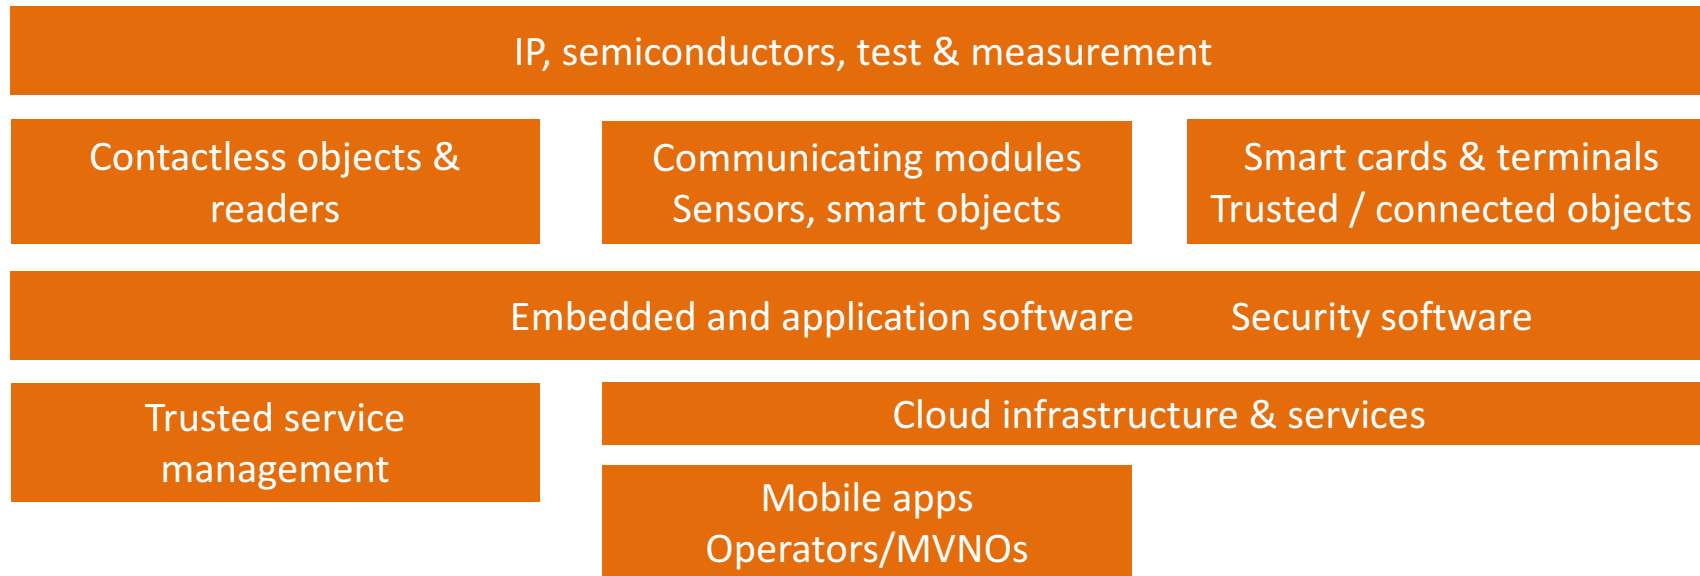 IP, semiconductors, test & measurement
Contactless objects &
readers
Communicating modules
Sensors, smart objects
Smart cards & terminals
Trusted / connected objects
Embedded and application software Security software
Trusted service
management
Cloud infrastructure & services
Mobile apps
Operators/MVNOs